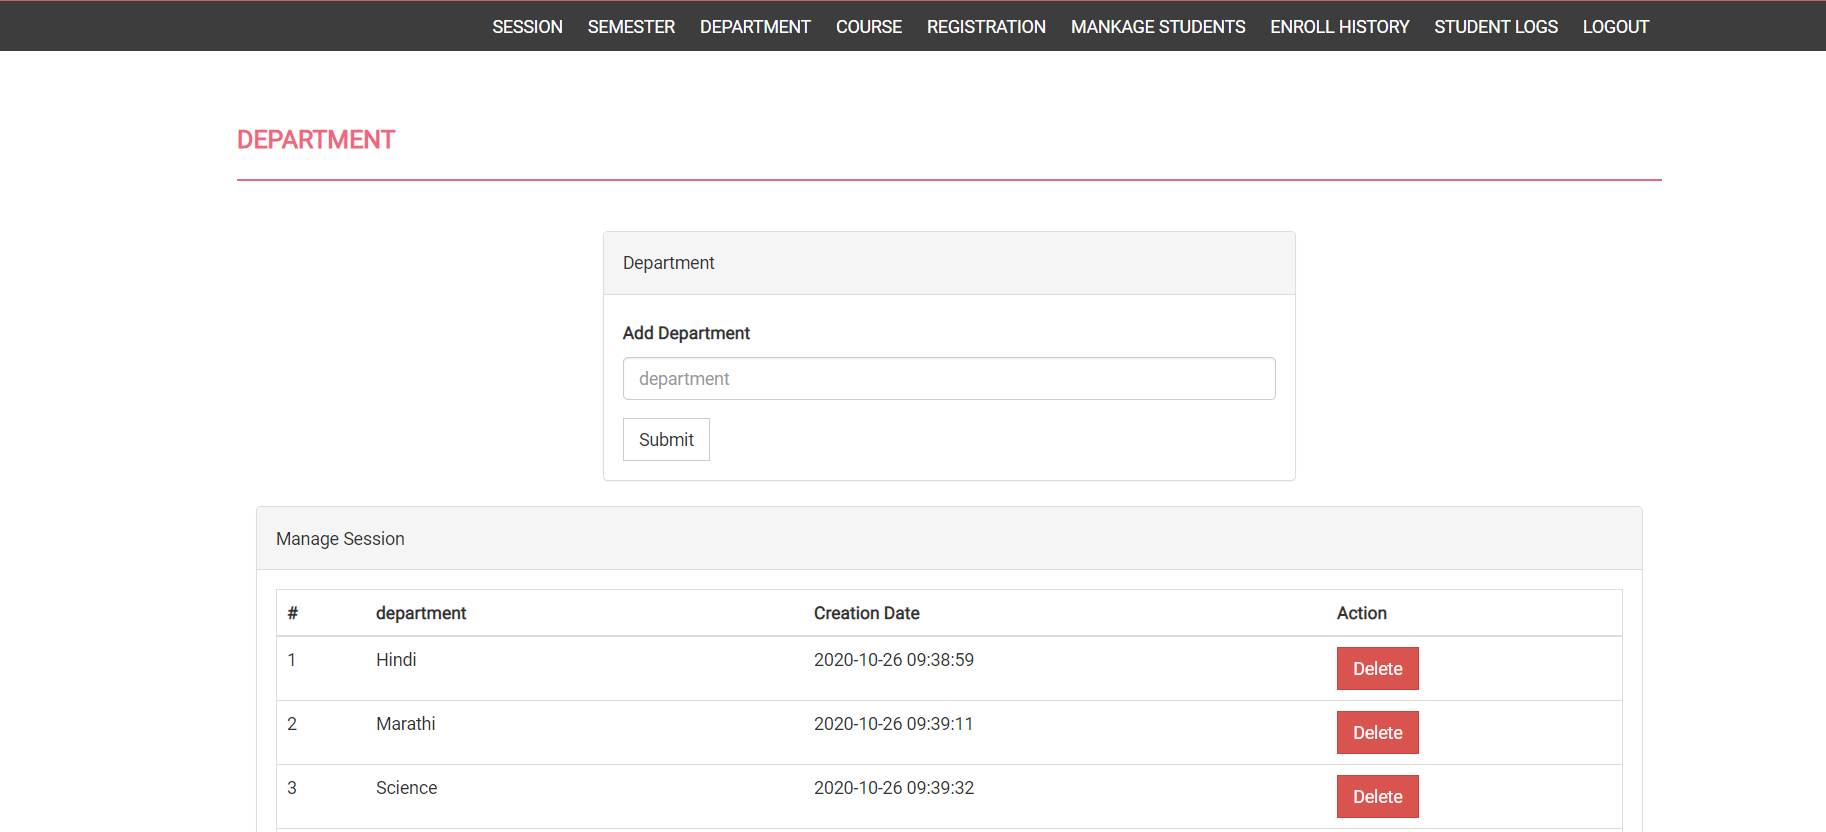 SESSION SEMESTER DEPARTMENT COURSE REGISTRATION MANKAGE STUDENTS ENROLL HISTORY STUDENT LOGS LOGOUT
DEPARTMENT
Department
Add Department
department
Submit
Manage Session
# department Creation Date Action
1 Hindi 2020-10-26 09:38:59 Delete
2 Marathi 2020-10-26 09:39:11 Delete
3 Science 2020-10-26 09:39:32 Delete